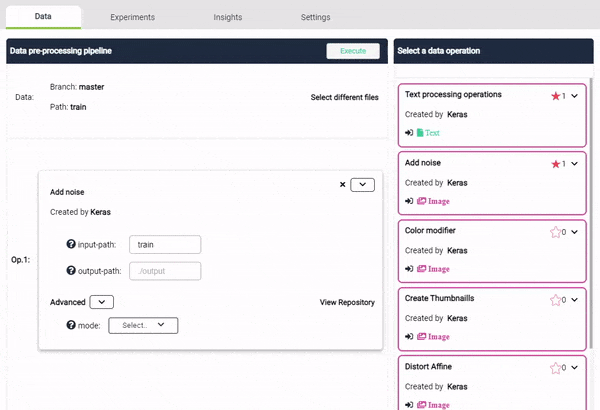 Data Experiments Insights Settings
Data pre-processing pipeline Execute
Data:
Branch: master
Path: train
Select different files
Op.1:
Add noise
Created by Keras
input-path: train
output-path: ./output
Advanced View Repository
mode: Select..
Select a data operation
Text processing operations 1
Created by Keras
Text
Add noise 1
Created by Keras
Image
Color modifier 0
Created by Keras
Image
Create Thumbnaills 0
Created by Keras
Image
Distort Affine 0
Created by Keras
Image